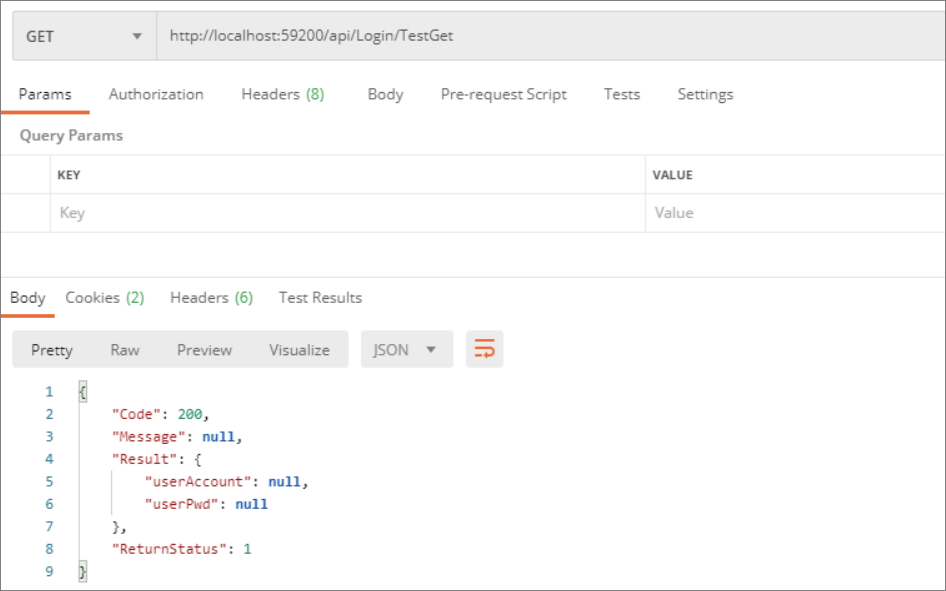 GET http://localhost:59200/api/Login/TestGet
Params Authorization Headers (8) Body Pre-request Script Tests Settings
Query Params
KEY VALUE
Key Value
Body Cookies (2) Headers (6) Test Results
Pretty Raw Preview Visualize JSON
1 {
2 "Code": 200,
3 "Message": null,
4 "Result": {
5 "userAccount": null,
6 "userPwd": null
7 },
8 "ReturnStatus": 1
9 }